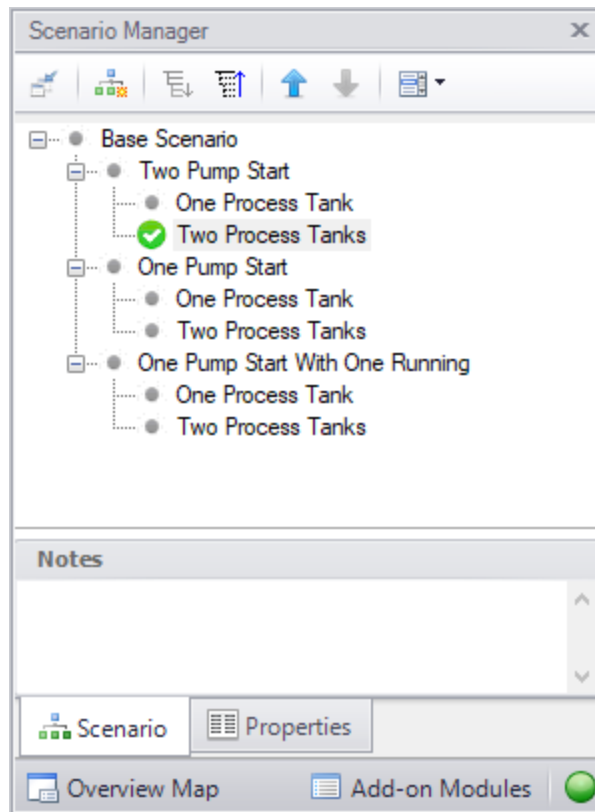 Scenario Manager
Base Scenario
Two Pump Start
One Process Tank
Two Process Tanks
One Pump Start
One Process Tank
Two Process Tanks
One Pump Start With One Running
One Process Tank
Two Process Tanks
Notes
Scenario Properties
Overview Map Add-on Modules